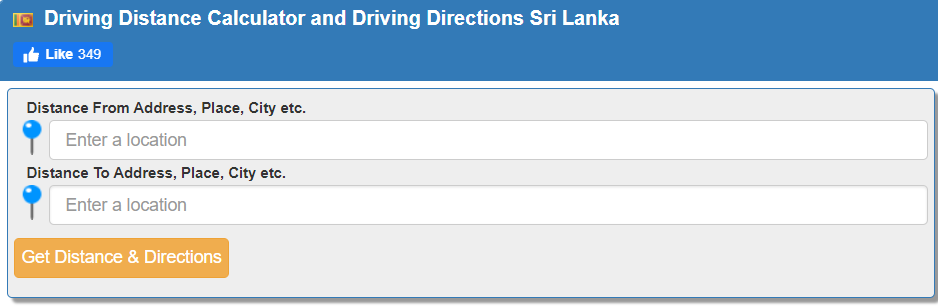 Driving Distance Calculator and Driving Directions Sri Lanka
Like 349
Distance From Address, Place, City etc.
Enter a location
Distance To Address, Place, City etc.
Enter a location
Get Distance & Directions